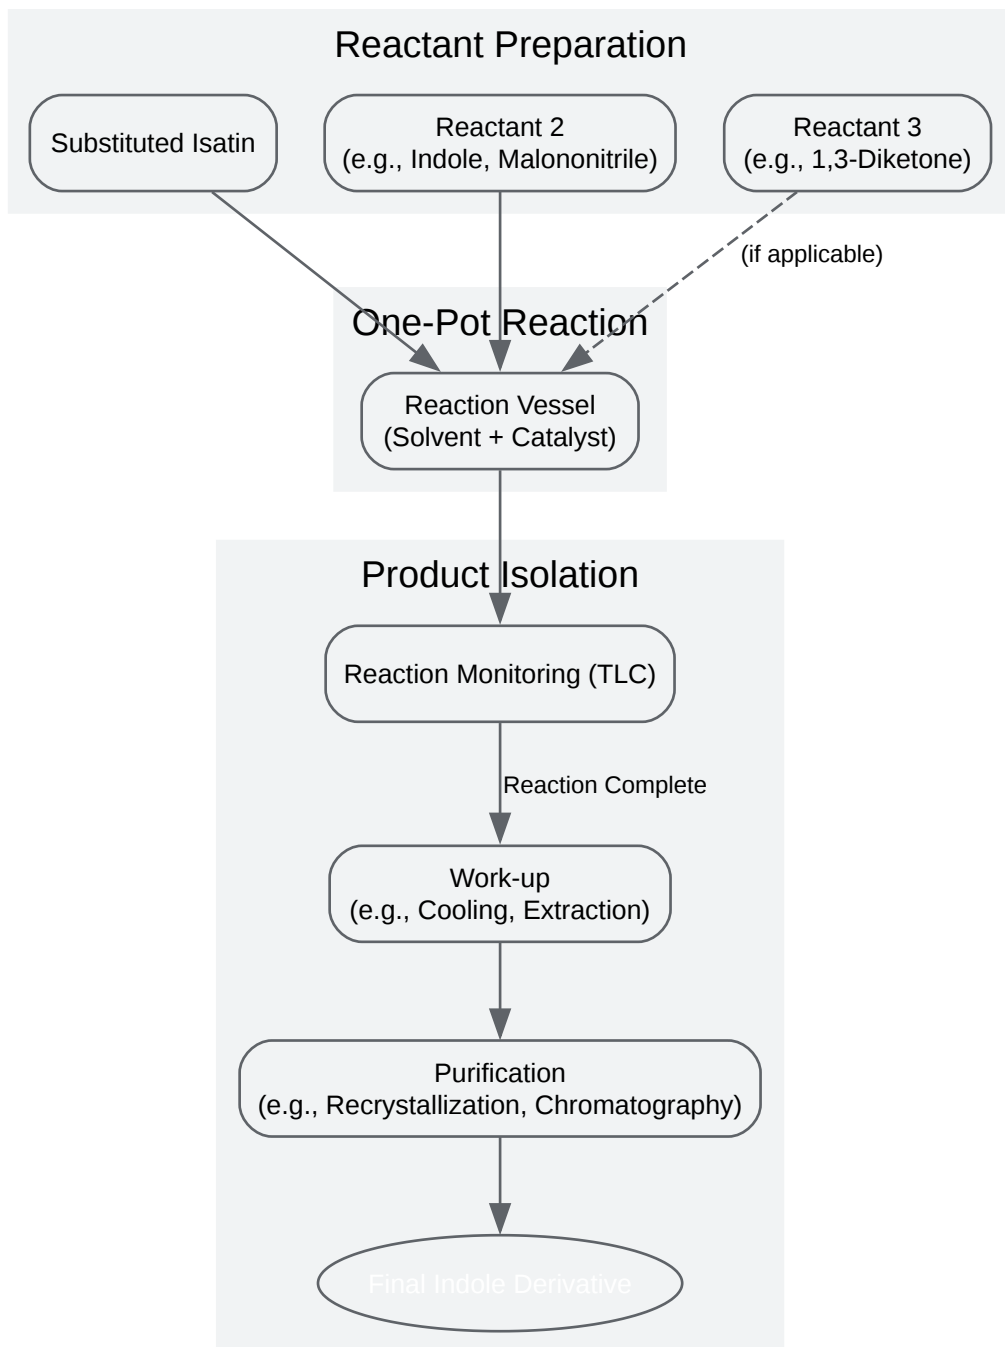 Reactant Preparation
Substituted Isatin
Reactant 2
(e.g., Indole, Malononitrile)
Reactant 3
(e.g., 1,3-Diketone)
(if applicable)
One-Pot Reaction
Reaction Vessel
(Solvent + Catalyst)
Product Isolation
Reaction Monitoring (TLC)
Reaction Complete
Work-up
(e.g., Cooling, Extraction)
Purification
(e.g., Recrystallization, Chromatography)
Final Indole Derivative